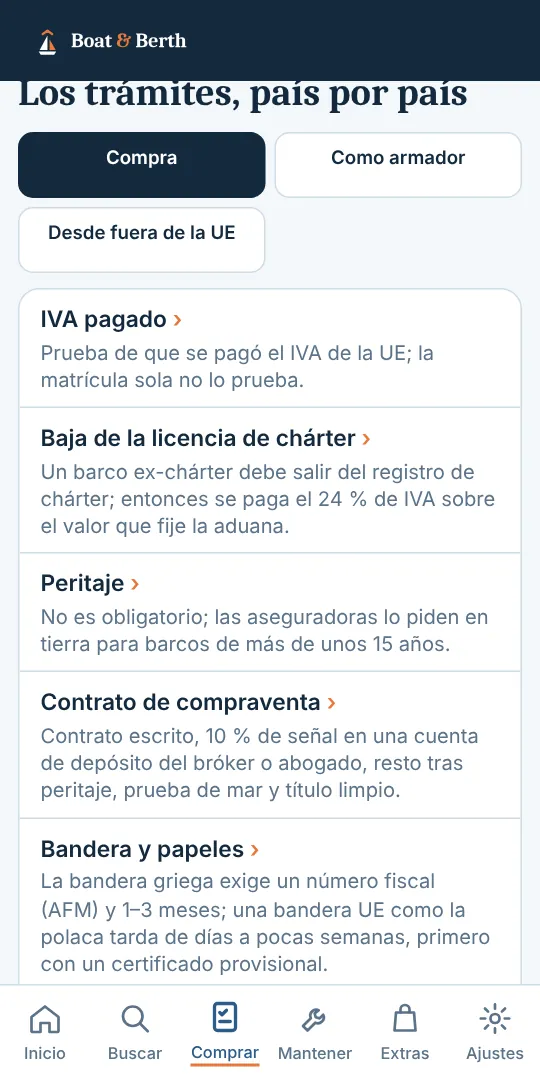 Boat & Berth
Los trámites, país por país
Compra
Como armador
Desde fuera de la UE
IVA pagado ›
Prueba de que se pagó el IVA de la UE; la
matrícula sola no lo prueba.
Baja de la licencia de chárter ›
Un barco ex-chárter debe salir del registro de
chárter; entonces se paga el 24 % de IVA sobre
el valor que fije la aduana.
Peritaje ›
No es obligatorio; las aseguradoras lo piden en
tierra para barcos de más de unos 15 años.
Contrato de compraventa ›
Contrato escrito, 10 % de señal en una cuenta
de depósito del bróker o abogado, resto tras
peritaje, prueba de mar y título limpio.
Bandera y papeles ›
La bandera griega exige un número fiscal
(AFM) y 1–3 meses; una bandera UE como la
polaca tarda de días a pocas semanas, primero
con un certificado provisional.
Inicio
Buscar
Comprar
Mantener
Extras
Ajustes